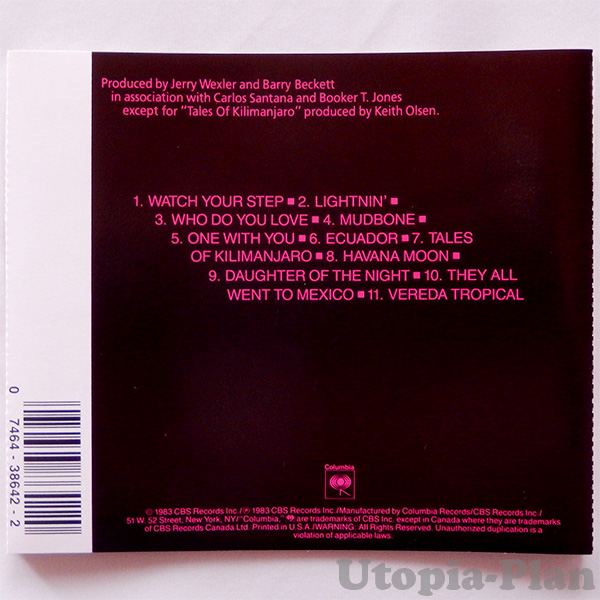 Produced by Jerry Wexler and Barry Beckett
in association with Carlos Santana and Booker T. Jones
except for "Tales Of Kilimanjaro" produced by Keith Olsen.
1. WATCH YOUR STEP ■ 2. LIGHTNIN' ■
3. WHO DO YOU LOVE ■ 4. MUDBONE ■
5. ONE WITH YOU ■ 6. ECUADOR ■ 7. TALES
OF KILIMANJARO ■ 8. HAVANA MOON ■
9. DAUGHTER OF THE NIGHT ■ 10. THEY ALL
WENT TO MEXICO ■ 11. VEREDA TROPICAL
0 7464-38642-2
Columbia
© 1983 CBS Records Inc./℗ 1983 CBS Records Inc./Manufactured by Columbia Records/CBS Records Inc./
51 W. 52 Street, New York, NY/"Columbia," are trademarks of CBS Inc. except in Canada where they are trademarks
of CBS Records Canada Ltd. Printed in U.S.A./WARNING: All Rights Reserved. Unauthorized duplication is a
violation of applicable laws.
Utopia-Plan